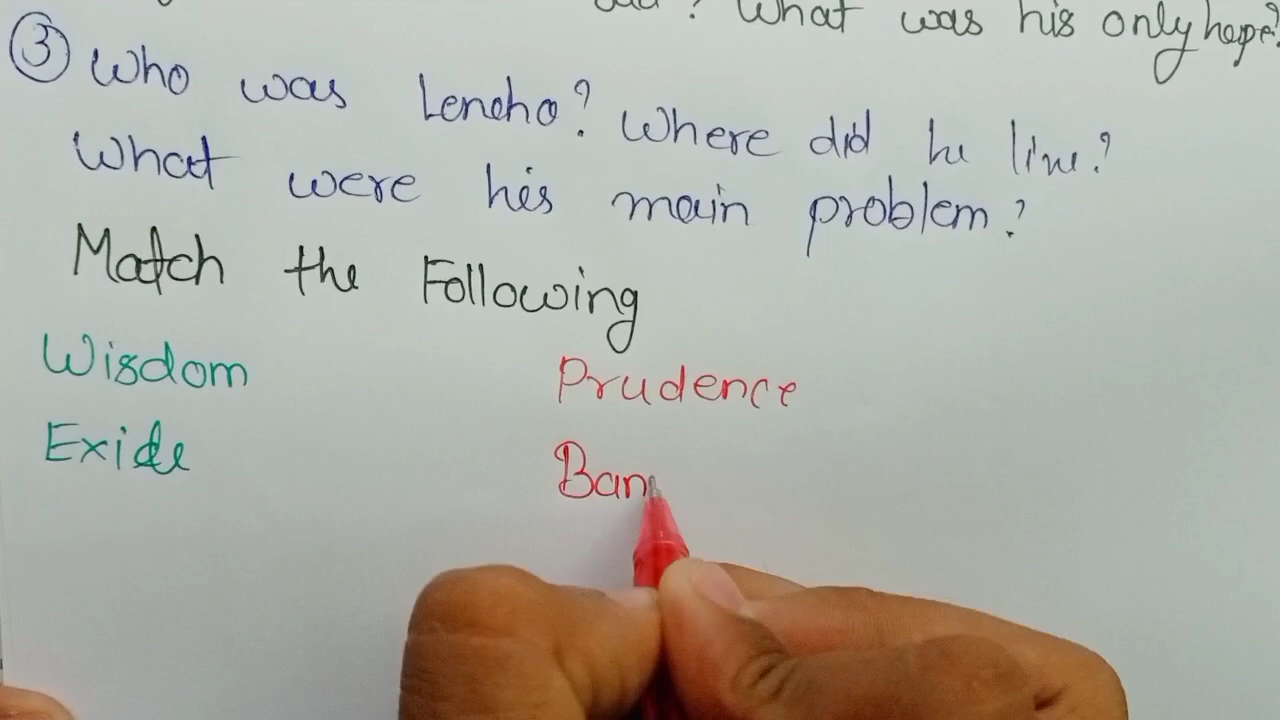 What was his only hope?
③ Who was Lencho? Where did he live?
What were his main problem?
Match the Following
Wisdom Prudence
Exide Ban